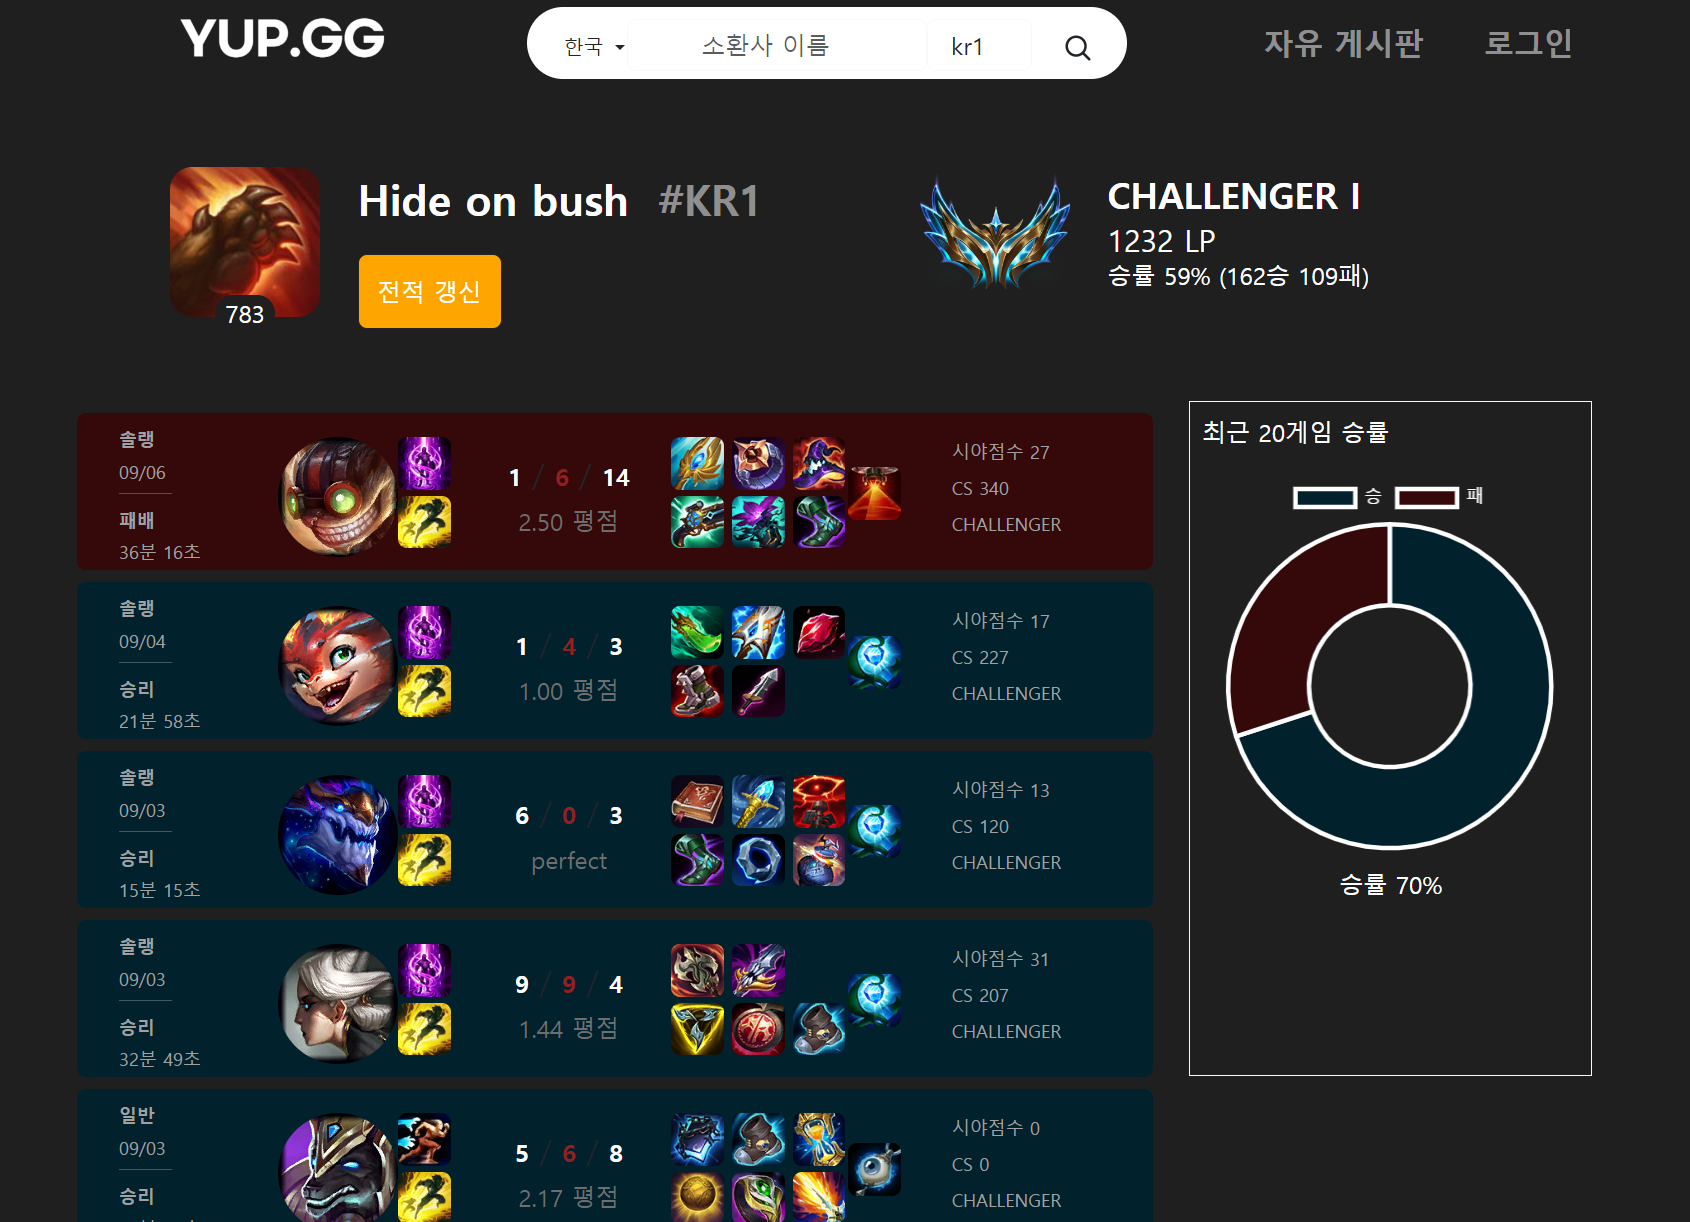 YUP.GG
한국 소환사 이름 kr1
자유 게시판 로그인
Hide on bush #KR1
전적 갱신
783
CHALLENGER I
1232 LP
승률 59% (162승 109패)
솔랭
09/06
패배
36분 16초
1 / 6 / 14
2.50 평점
시야점수 27
CS 340
CHALLENGER
솔랭
09/04
승리
21분 58초
1 / 4 / 3
1.00 평점
시야점수 17
CS 227
CHALLENGER
솔랭
09/03
승리
15분 15초
6 / 0 / 3
perfect
시야점수 13
CS 120
CHALLENGER
솔랭
09/03
승리
32분 49초
9 / 9 / 4
1.44 평점
시야점수 31
CS 207
CHALLENGER
일반
09/03
승리
5 / 6 / 8
2.17 평점
시야점수 0
CS 0
CHALLENGER
최근 20게임 승률
승 패
승률 70%